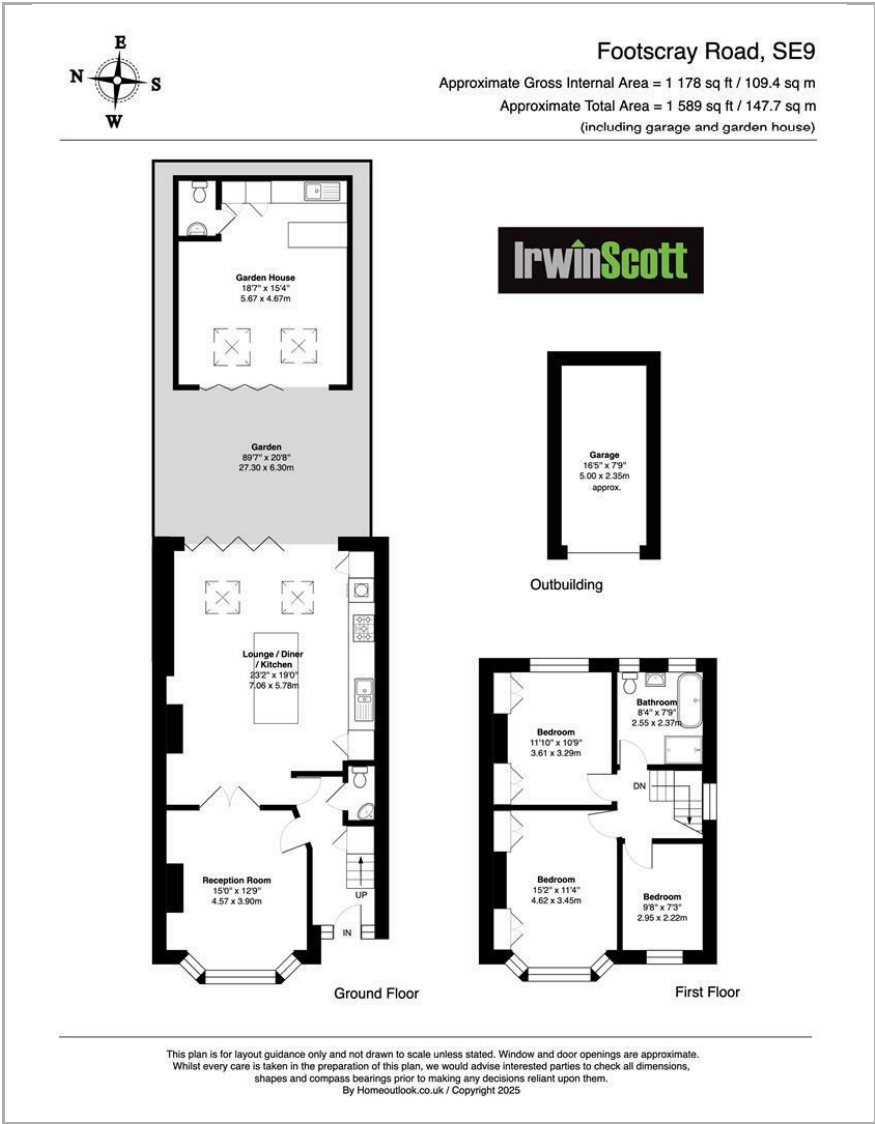 E
N
S
W
Footscray Road, SE9
Approximate Gross Internal Area = 1 178 sq ft / 109.4 sq m
Approximate Total Area = 1 589 sq ft / 147.7 sq m
(including garage and garden house)
IrwinScott
Garden House
18'7" x 15'4"
5.67 x 4.67m
Garden
89'7" x 20'8"
27.30 x 6.30m
Garage
16'5" x 7'9"
5.00 x 2.35m
approx.
Outbuilding
Lounge / Diner
/ Kitchen
23'2" x 19'0"
7.06 x 5.78m
Reception Room
15'0" x 12'9"
4.57 x 3.90m
UP
IN
Ground Floor
Bedroom
11'10" x 10'9"
3.61 x 3.29m
Bathroom
8'4" x 7'9"
2.55 x 2.37m
DN
Bedroom
15'2" x 11'4"
4.62 x 3.45m
Bedroom
9'8" x 7'3"
2.95 x 2.22m
First Floor
This plan is for layout guidance only and not drawn to scale unless stated. Window and door openings are approximate.
Whilst every care is taken in the preparation of this plan, we would advise interested parties to check all dimensions,
shapes and compass bearings prior to making any decisions reliant upon them.
By Homeoutlook.co.uk / Copyright 2025